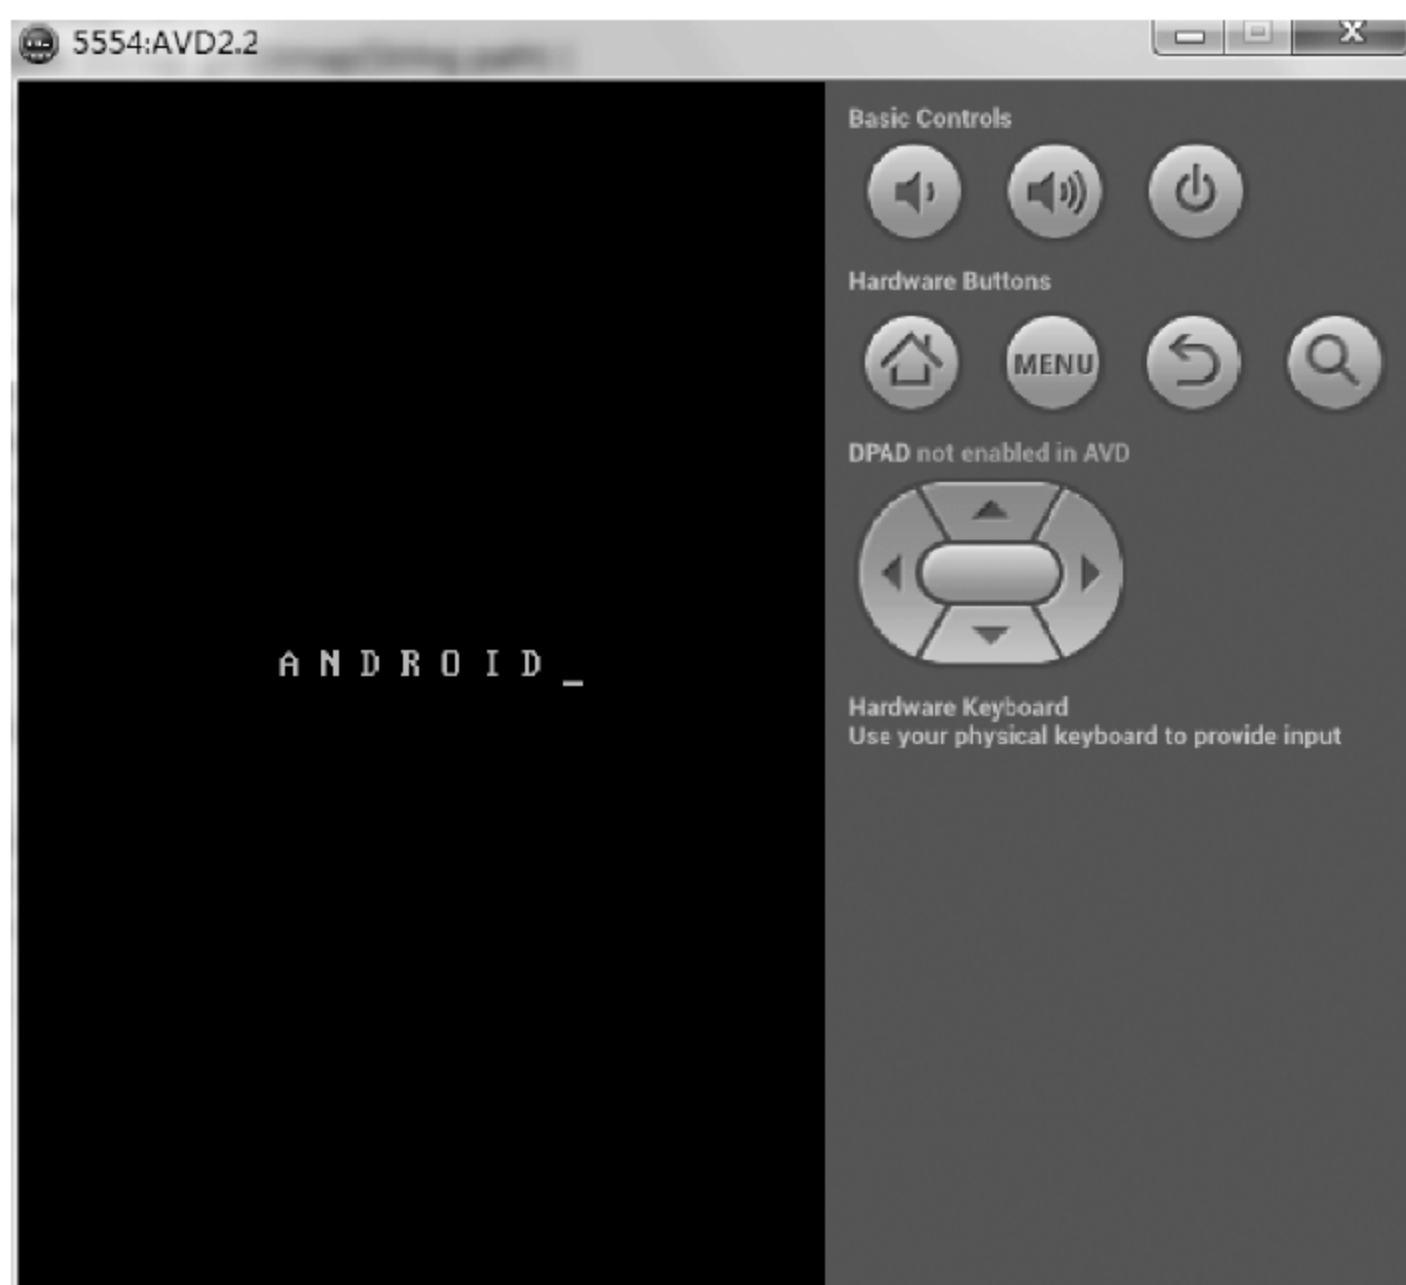 5554:AVD2.2
Basic Controls
Hardware Buttons
MENU
DPAD not enabled in AVD
A N D R O I D _
Hardware Keyboard
Use your physical keyboard to provide input